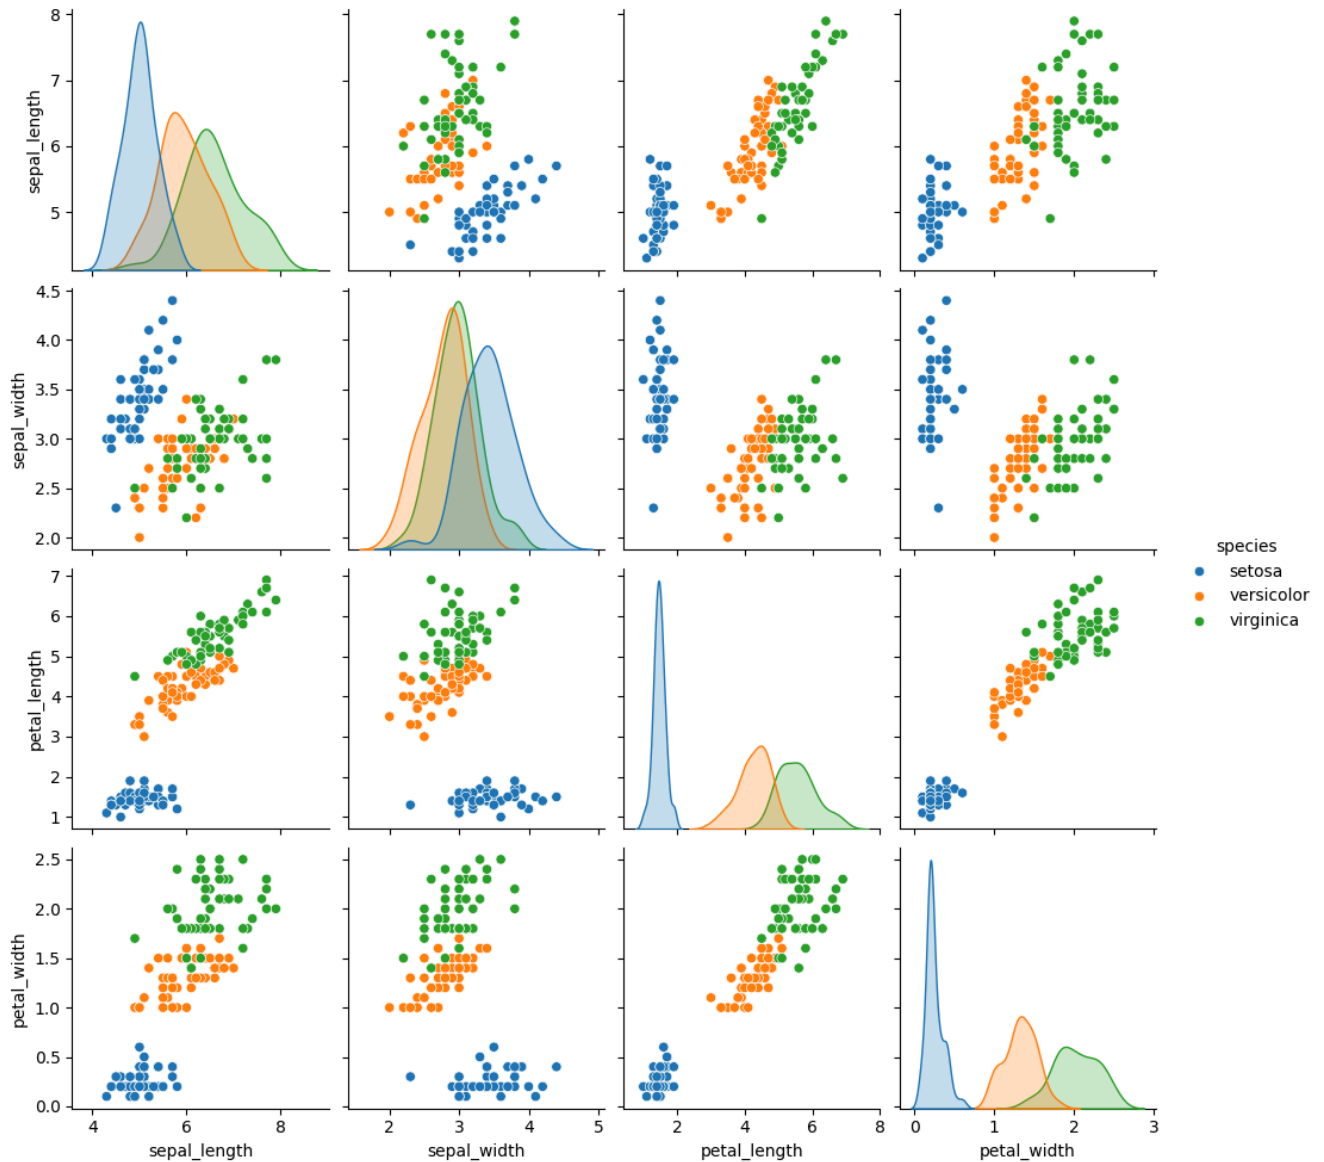 8
7
6
5
sepal_length
4.5
4.0
3.5
3.0
2.5
2.0
sepal_width
7
6
5
4
3
2
1
petal_length
2.5
2.0
1.5
1.0
0.5
0.0
petal_width
4 6 8
sepal_length
2 3 4 5
sepal_width
2 4 6 8
petal_length
0 1 2 3
petal_width
species
setosa
versicolor
virginica